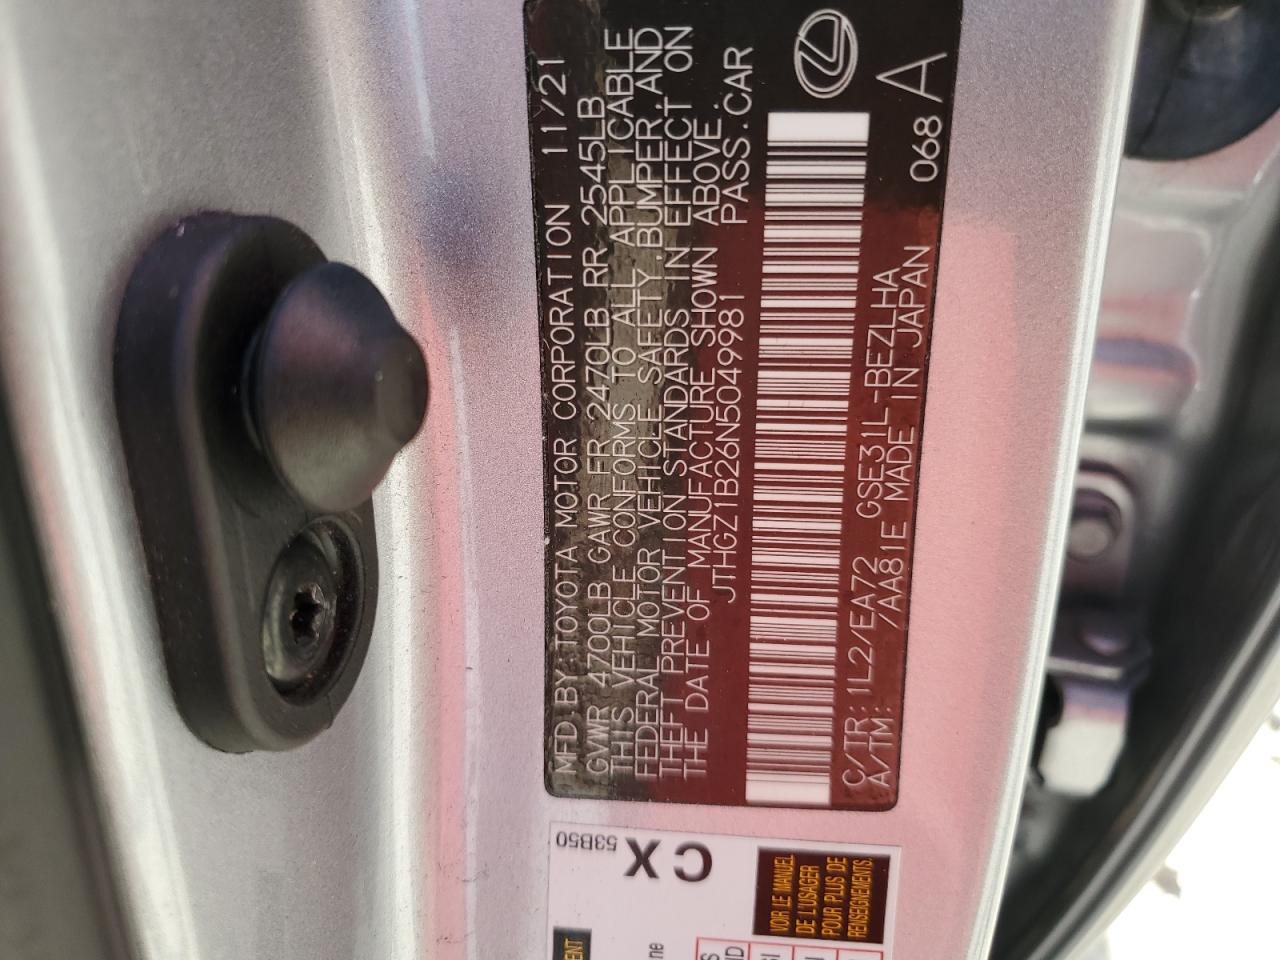 MFD.BY:TOYOTA MOTOR CORPORATION 11/21
GVWR 4700LB GAWR FR 2470LB RR 2545LB
THIS VEHICLE CONFORMS TO ALL APPLICABLE
FEDERAL MOTOR VEHICLE SAFETY,BUMPER,AND
THEFT PREVENTION STANDARDS IN EFFECT ON
THE DATE OF MANUFACTURE SHOWN ABOVE.
JTHGZ1B26N5049981 PASS.CAR
C/TR:1L2/EA72 GSE31L-BEZLHA
A/TM: /AA81E MADE IN JAPAN
068 A
53B50
CX
VOIR LE MANUEL
DE L'USAGER
POUR PLUS DE
RENSEIGNEMENTS.